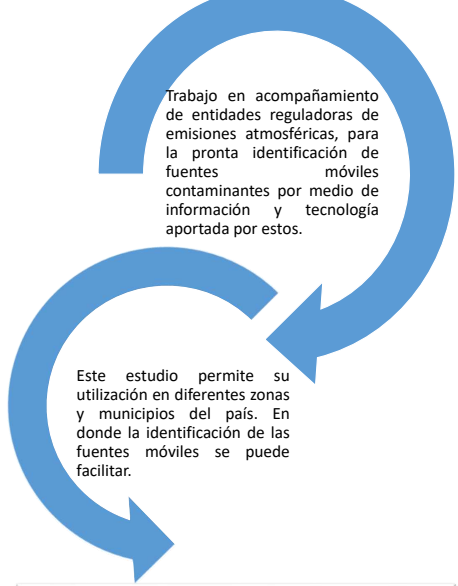 Trabajo en acompañamiento
de entidades reguladoras de
emisiones atmosféricas, para
la pronta identificación de
fuentes móviles
contaminantes por medio de
información y tecnología
aportada por estos.
Este estudio permite su
utilización en diferentes zonas
y municipios del país. En
donde la identificación de las
fuentes móviles se puede
facilitar.